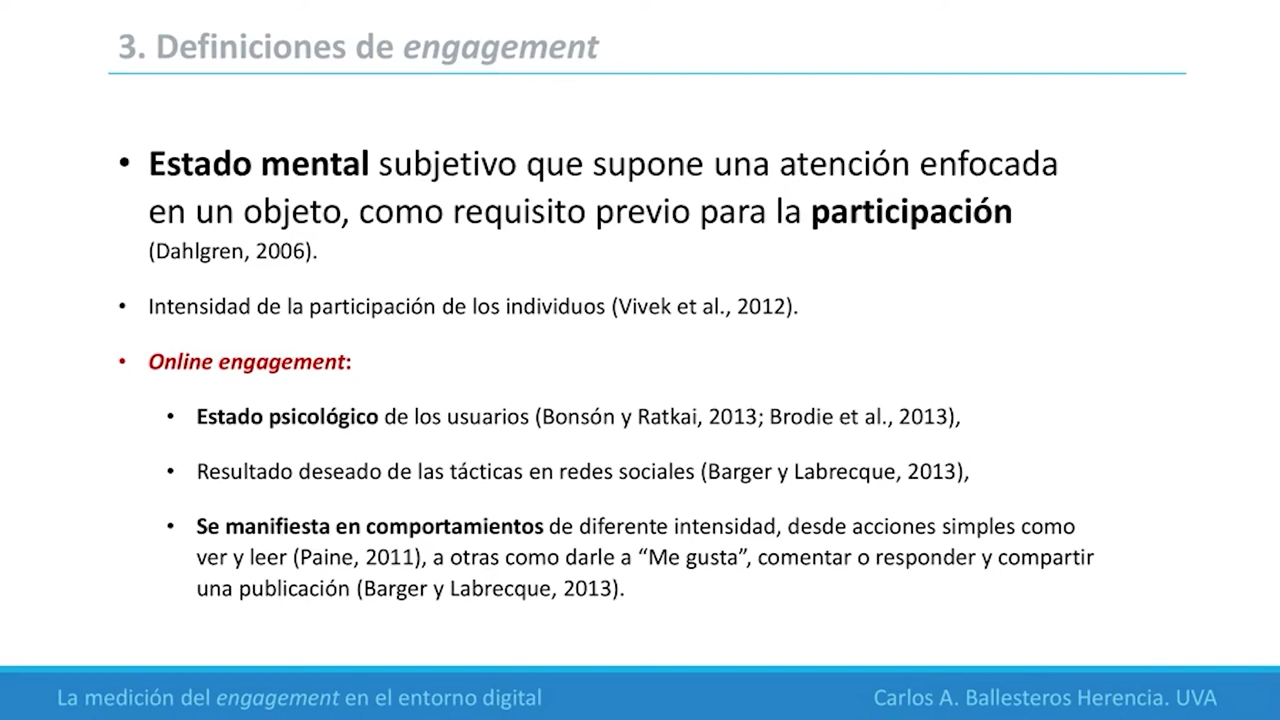 3. Definiciones de engagement
• Estado mental subjetivo que supone una atención enfocada
en un objeto, como requisito previo para la participación
(Dahlgren, 2006).
• Intensidad de la participación de los individuos (Vivek et al., 2012).
• Online engagement:
• Estado psicológico de los usuarios (Bonsón y Ratkai, 2013; Brodie et al., 2013),
• Resultado deseado de las tácticas en redes sociales (Barger y Labrecque, 2013),
• Se manifiesta en comportamientos de diferente intensidad, desde acciones simples como
ver y leer (Paine, 2011), a otras como darle a “Me gusta”, comentar o responder y compartir
una publicación (Barger y Labrecque, 2013).
La medición del engagement en el entorno digital
Carlos A. Ballesteros Herencia. UVA